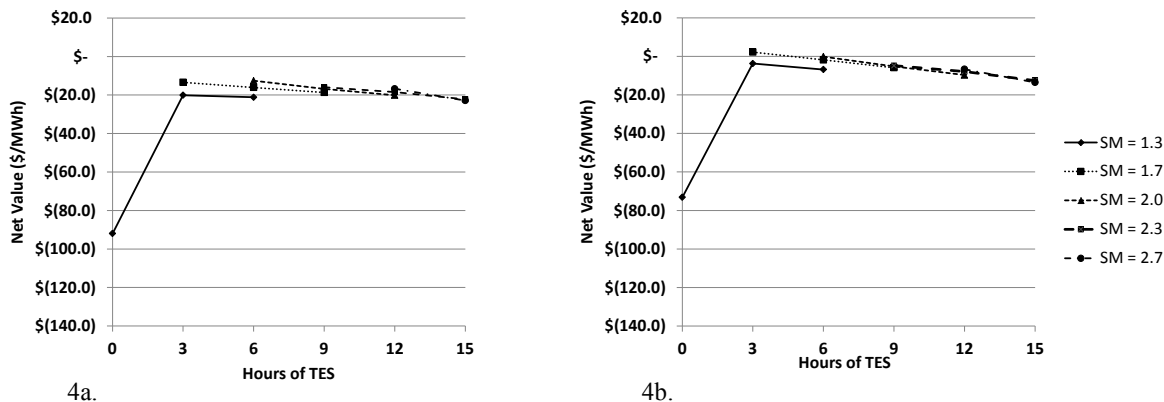 $20.0
$-
$(20.0)
$(40.0)
$(60.0)
$(80.0)
$(100.0)
$(120.0)
$(140.0)
Net Value ($/MWh)
0 3 6 9 12 15
Hours of TES
4a.
$20.0
$-
$(20.0)
$(40.0)
$(60.0)
$(80.0)
$(100.0)
$(120.0)
$(140.0)
Net Value ($/MWh)
0 3 6 9 12 15
Hours of TES
4b.
SM = 1.3
SM = 1.7
SM = 2.0
SM = 2.3
SM = 2.7